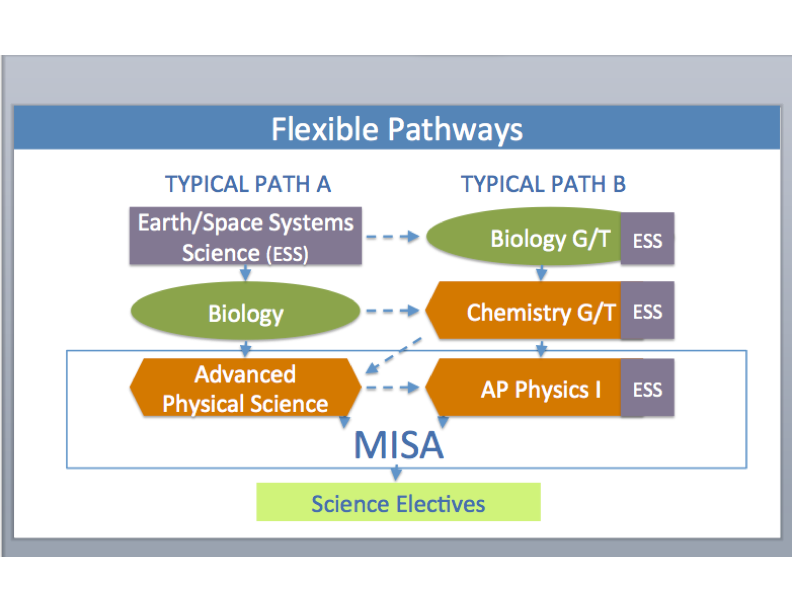 Flexible Pathways
TYPICAL PATH A
TYPICAL PATH B
Earth/Space Systems
Science (ESS)
Biology G/T
ESS
Biology
Chemistry G/T
ESS
Advanced
Physical Science
AP Physics I
ESS
MISA
Science Electives